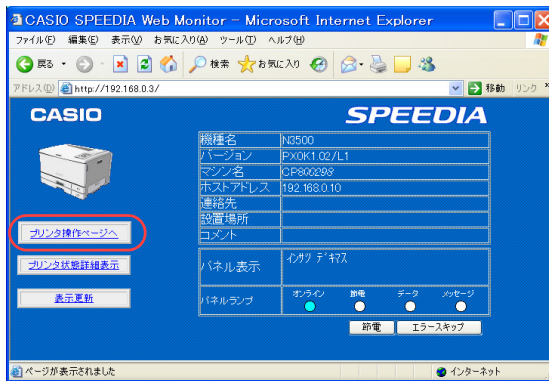 CASIO SPEEDIA Web Monitor - Microsoft Internet Explorer
ファイル(F) 編集(E) 表示(V) お気に入り(A) ツール(T) ヘルプ(H)
戻る 検索 お気に入り
アドレス(D) http://192.168.0.3/ 移動 リンク »
CASIO SPEEDIA
機種名 N3500
バージョン PX0K1.02/L1
マシン名 CP800298
ホストアドレス 192.168.0.10
連絡先
設置場所
コメント
プリンタ操作ページへ
プリンタ状態詳細表示
表示更新
パネル表示 インサツ デキマス
パネルランプ オンライン 節電 データ メッセージ
節電 エラースキップ
ページが表示されました インターネット